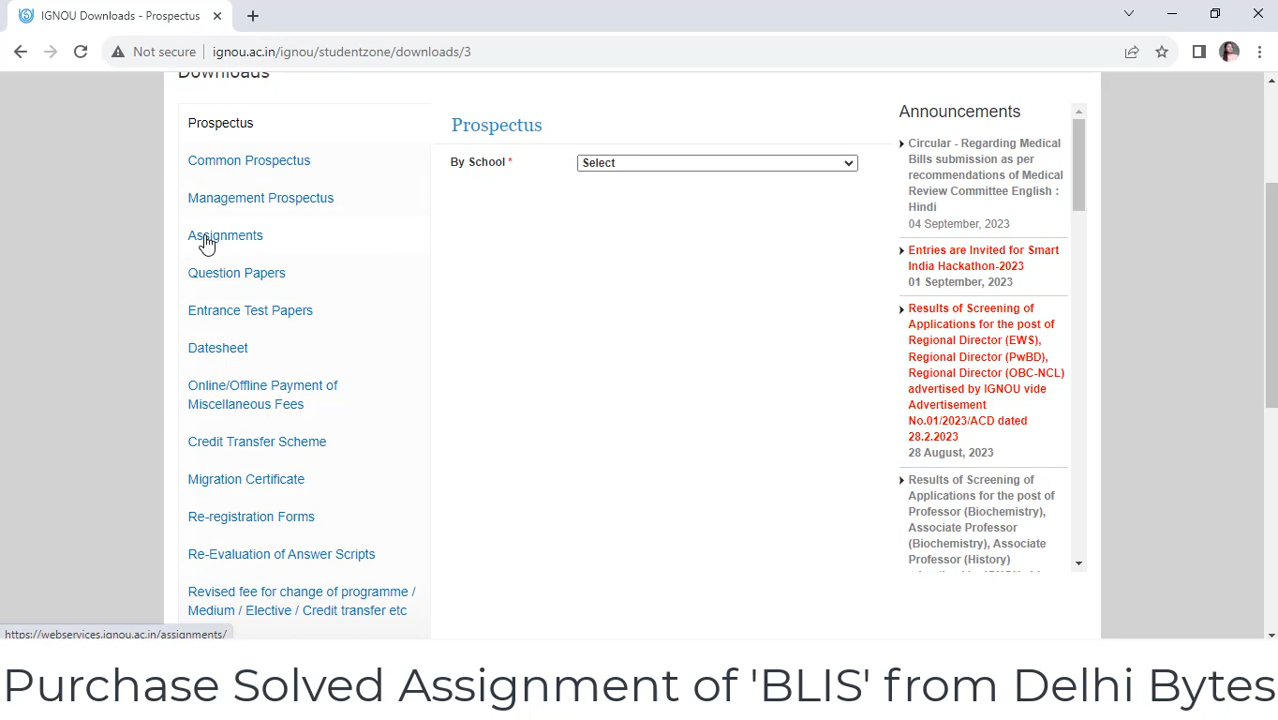 IGNOU Downloads - Prospectus
Not secure
ignou.ac.in/ignou/studentzone/downloads/3
Downloads
Prospectus
Common Prospectus
Management Prospectus
Assignments
Question Papers
Entrance Test Papers
Datesheet
Online/Offline Payment of
Miscellaneous Fees
Credit Transfer Scheme
Migration Certificate
Re-registration Forms
Re-Evaluation of Answer Scripts
Revised fee for change of programme /
Medium / Elective / Credit transfer etc
Prospectus
By School *
Select
Announcements
Circular - Regarding Medical
Bills submission as per
recommendations of Medical
Review Committee English :
Hindi
04 September, 2023
Entries are Invited for Smart
India Hackathon-2023
01 September, 2023
Results of Screening of
Applications for the post of
Regional Director (EWS),
Regional Director (PwBD),
Regional Director (OBC-NCL)
advertised by IGNOU vide
Advertisement
No.01/2023/ACD dated
28.2.2023
28 August, 2023
Results of Screening of
Applications for the post of
Professor (Biochemistry),
Associate Professor
(Biochemistry), Associate
Professor (History)
https://webservices.ignou.ac.in/assignments/
Purchase Solved Assignment of 'BLIS' from Delhi Bytes